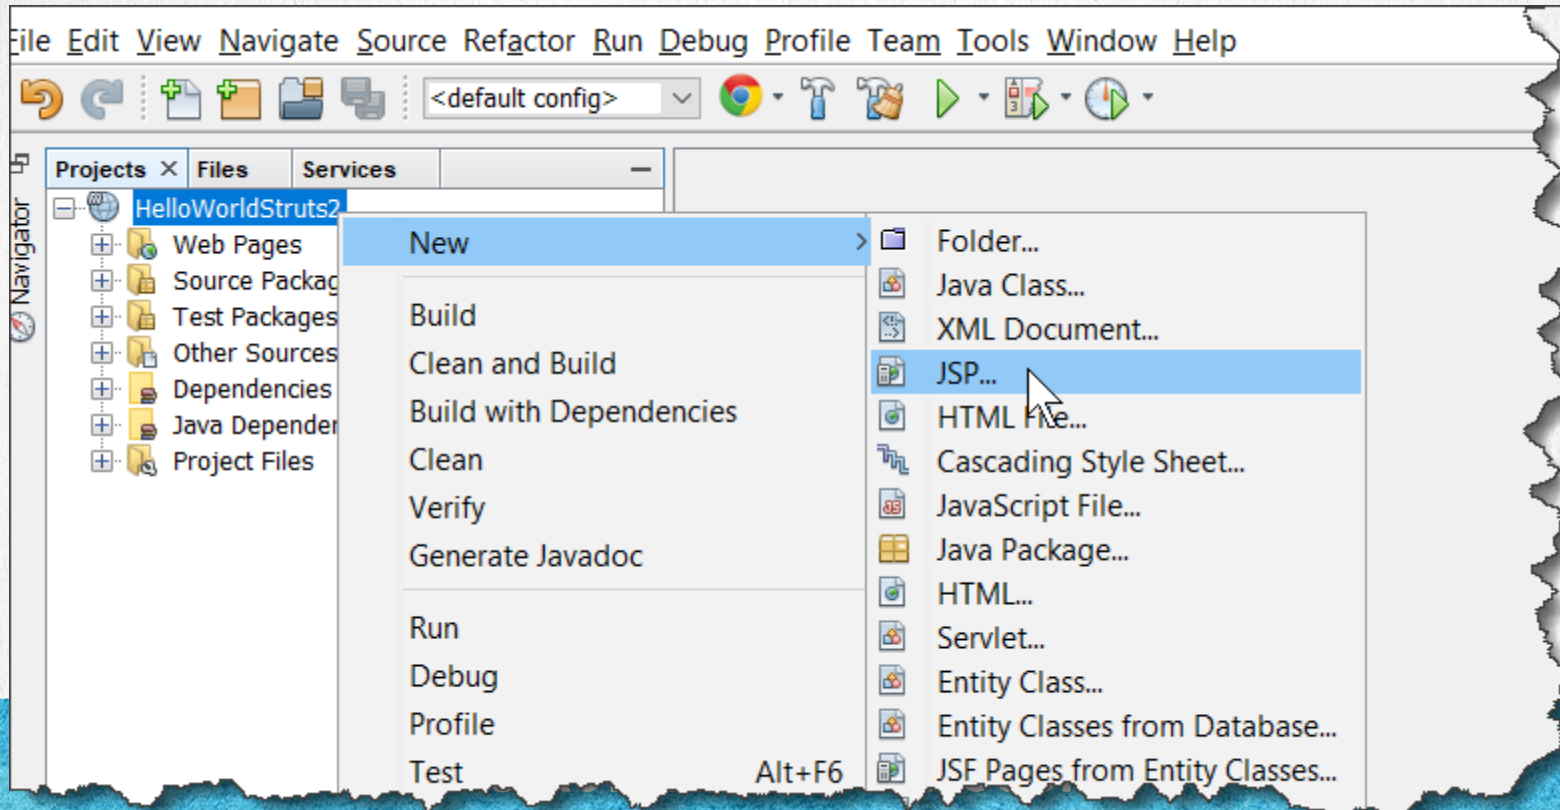 File Edit View Navigate Source Refactor Run Debug Profile Team Tools Window Help
<default config>
Projects Files Services
Navigator
HelloWorldStruts2
Web Pages
Source Packag
Test Packages
Other Sources
Dependencies
Java Depender
Project Files
New
Build
Clean and Build
Build with Dependencies
Clean
Verify
Generate Javadoc
Run
Debug
Profile
Test Alt+F6
Folder...
Java Class...
XML Document...
JSP...
HTML File...
Cascading Style Sheet...
JavaScript File...
Java Package...
HTML...
Servlet...
Entity Class...
Entity Classes from Database...
JSF Pages from Entity Classes...